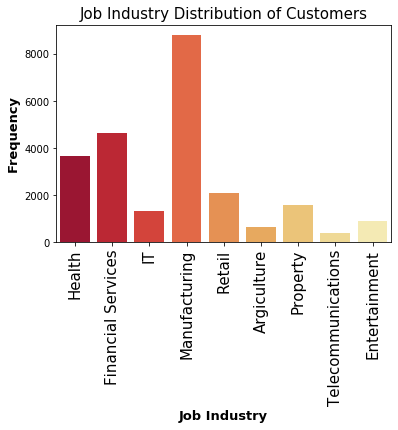 Job Industry Distribution of Customers
Frequency
8000
6000
4000
2000
0
Health
Financial Services
IT
Manufacturing
Retail
Argiculture
Property
Telecommunications
Entertainment
Job Industry